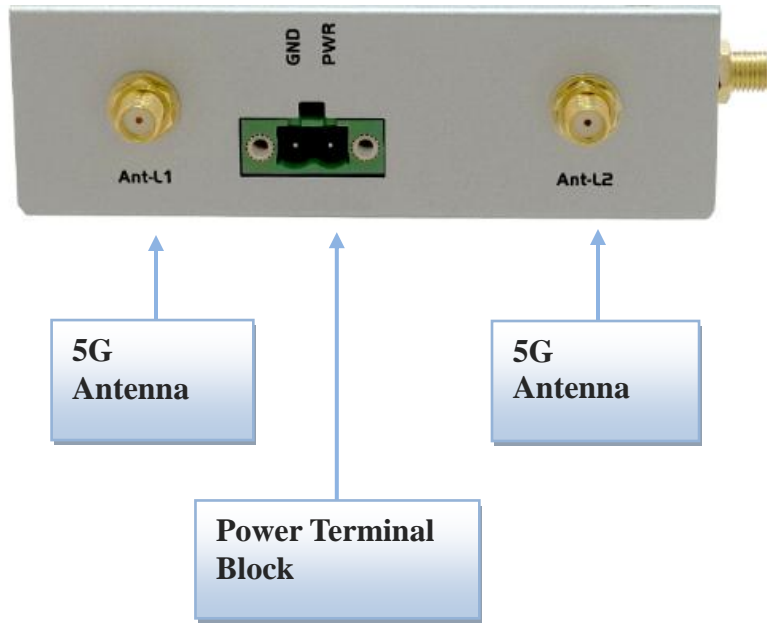 GND
PWR
Ant-L1
Ant-L2
5G
Antenna
5G
Antenna
Power Terminal
Block